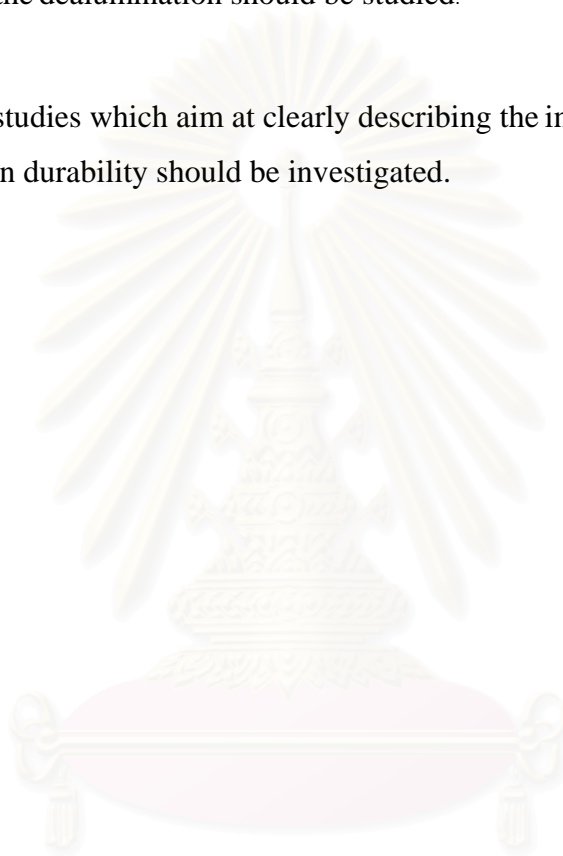 the dealumination should be studied.
studies which aim at clearly describing the in
n durability should be investigated.